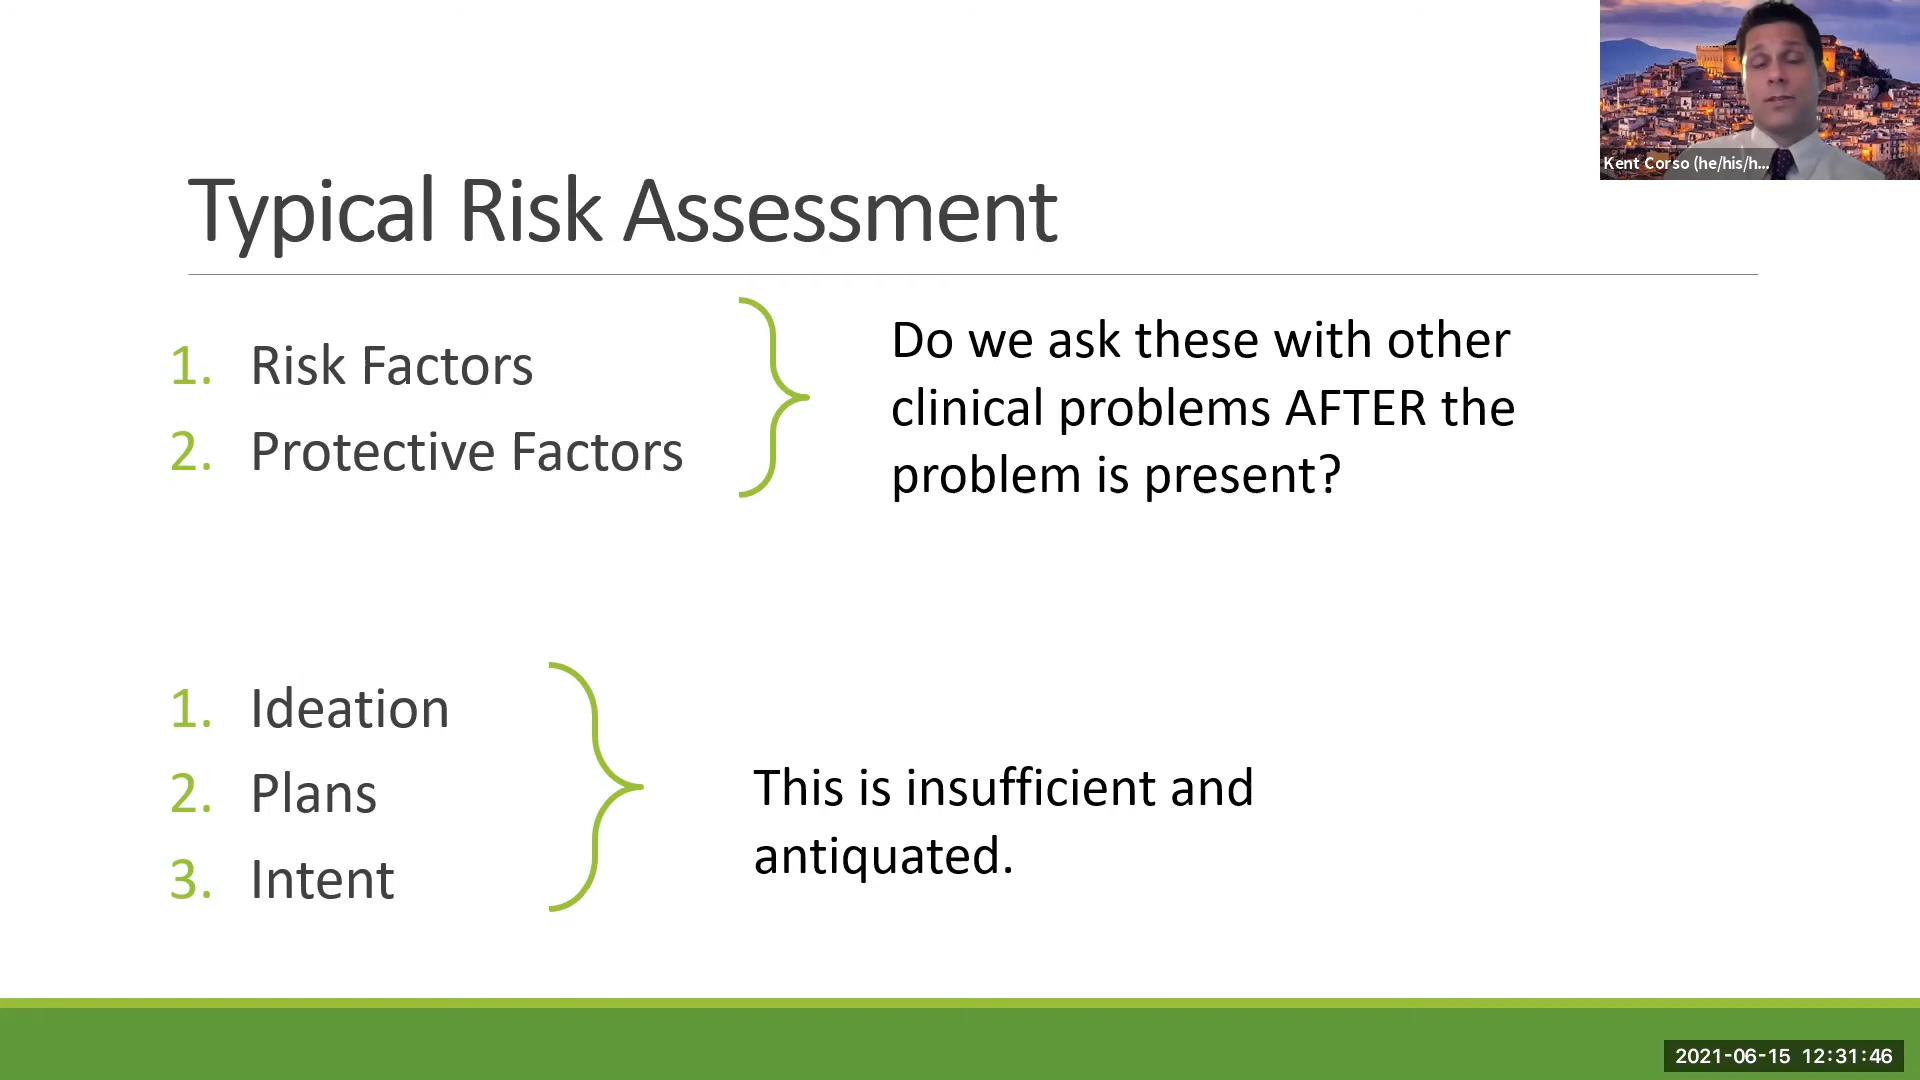 Kent Corso (he/his/h...
Typical Risk Assessment
1. Risk Factors
2. Protective Factors
Do we ask these with other
clinical problems AFTER the
problem is present?
1. Ideation
2. Plans
3. Intent
This is insufficient and
antiquated.
2021-06-15 12:31:46